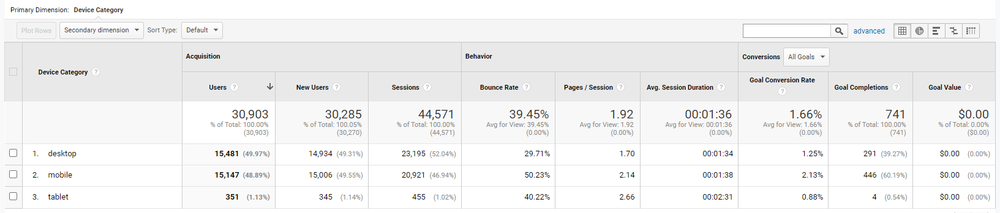 Primary Dimension: Device Category
Plot Rows Secondary dimension Sort Type: Default advanced
Acquisition Behavior Conversions All Goals
Device Category ?
Users ? New Users ? Sessions ? Bounce Rate ? Pages / Session ? Avg. Session Duration ? Goal Conversion Rate ? Goal Completions ? Goal Value ?
30,903 30,285 44,571 39.45% 1.92 00:01:36 1.66% 741 $0.00
% of Total: 100.00% % of Total: 100.05% % of Total: 100.00% Avg for View: 39.45% Avg for View: 1.92 Avg for View: 00:01:36 Avg for View: 1.66% % of Total: 100.00% % of Total: 0.00%
(30,903) (30,270) (44,571) (0.00%) (0.00%) (0.00%) (0.00%) (741) ($0.00)
1. desktop 15,481 (49.97%) 14,934 (49.31%) 23,195 (52.04%) 29.71% 1.70 00:01:34 1.25% 291 (39.27%) $0.00 (0.00%)
2. mobile 15,147 (48.89%) 15,006 (49.55%) 20,921 (46.94%) 50.23% 2.14 00:01:38 2.13% 446 (60.19%) $0.00 (0.00%)
3. tablet 351 (1.13%) 345 (1.14%) 455 (1.02%) 40.22% 2.66 00:02:31 0.88% 4 (0.54%) $0.00 (0.00%)